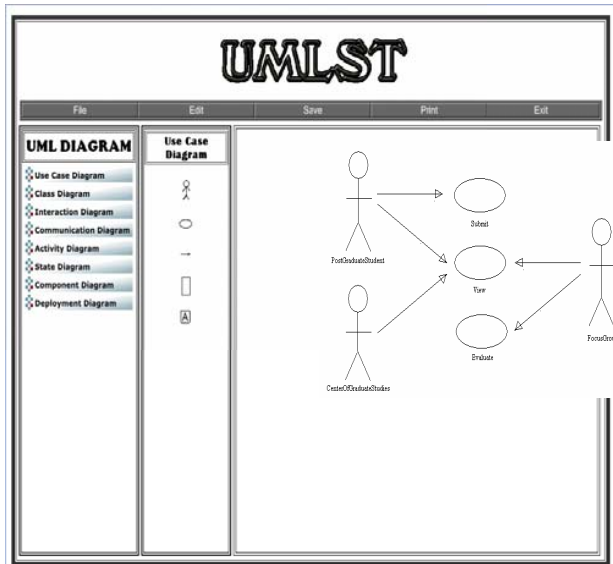 UMLST
File Edit Save Print Exit
UML DIAGRAM
Use Case Diagram
Class Diagram
Interaction Diagram
Communication Diagram
Activity Diagram
State Diagram
Component Diagram
Deployment Diagram
Use Case
Diagram
A
Submit
PostGraduateStudent
View
FocusGrou
Evaluate
CenterOfGraduateStudies